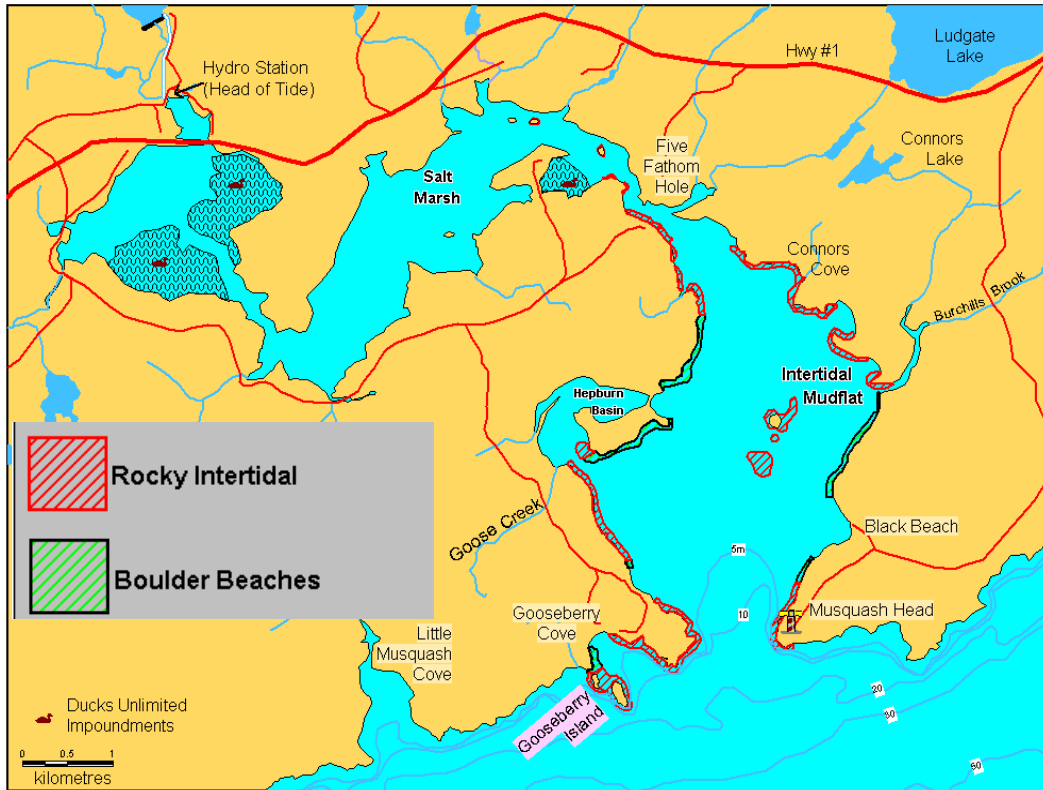 Ludgate
Lake
Hwy #1
Hydro Station
(Head of Tide)
Connors
Lake
Five
Fathom
Hole
Salt
Marsh
Connors
Cove
Burchills Brook
Intertidal
Mudflat
Hepburn
Basin
Rocky Intertidal
Boulder Beaches
Goose Creek
Black Beach
5m
10
Musquash Head
Gooseberry
Cove
Little
Musquash
Cove
Gooseberry
Island
20
Ducks Unlimited
Impoundments
0 0.5 1
kilometres